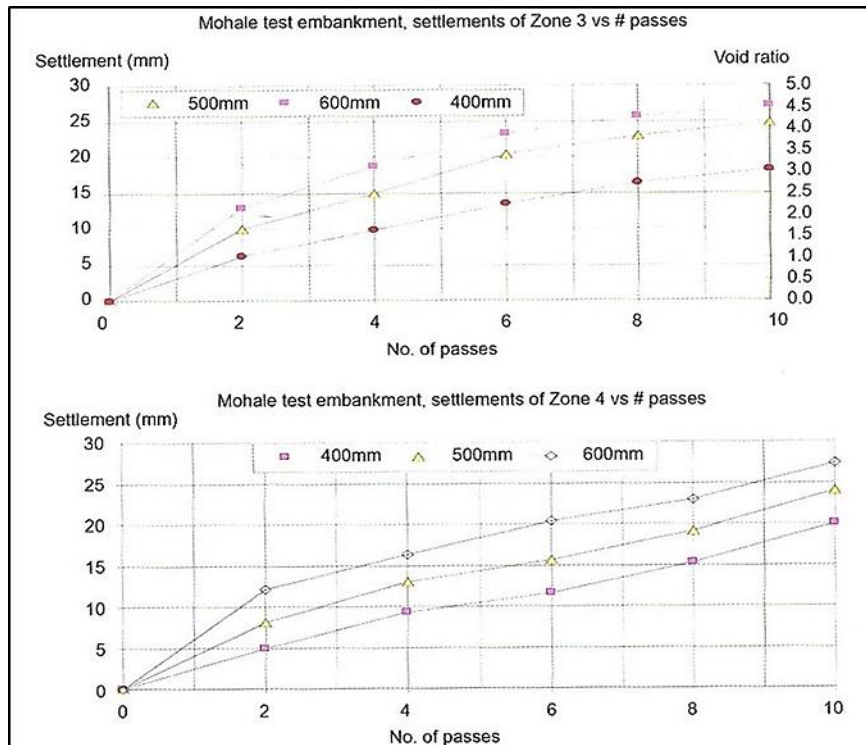 Mohale test embankment, settlements of Zone 3 vs # passes
Settlement (mm)
Void ratio
500mm 600mm 400mm
30
25
20
15
10
5
0
5.0
4.5
4.0
3.5
3.0
2.5
2.0
1.5
1.0
0.5
0.0
0 2 4 6 8 10
No. of passes
Mohale test embankment, settlements of Zone 4 vs # passes
Settlement (mm)
400mm 500mm 600mm
30
25
20
15
10
5
0
0 2 4 6 8 10
No. of passes